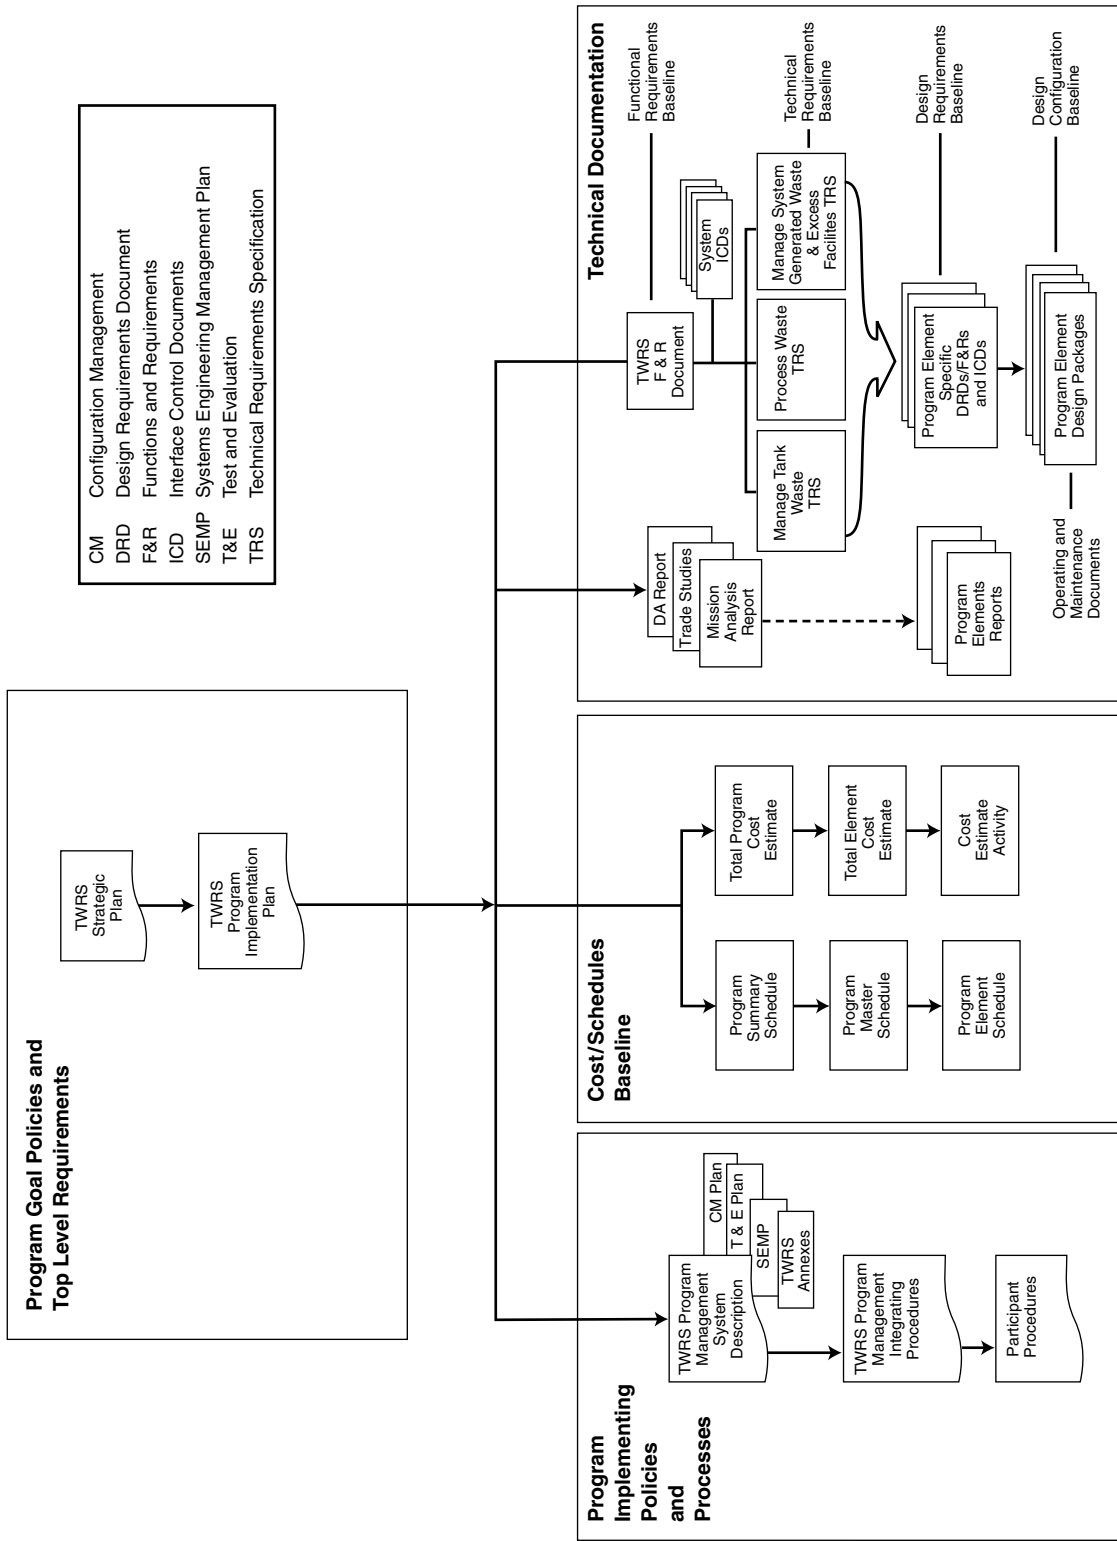 Program Goal Policies and
Top Level Requirements
TWRS
Strategic
Plan
TWRS
Program
Implementation
Plan
CM Configuration Management
DRD Design Requirements Document
F&R Functions and Requirements
ICD Interface Control Documents
SEMP Systems Engineering Management Plan
T&E Test and Evaluation
TRS Technical Requirements Specification
Program
Implementing
Policies
and
Processes
TWRS Program
Management
System
Description
CM Plan
T & E Plan
SEMP
TWRS
Annexes
TWRS Program
Management
Integrating
Procedures
Participant
Procedures
Cost/Schedules
Baseline
Program
Summary
Schedule
Program
Master
Schedule
Program
Element
Schedule
Total Program
Cost
Estimate
Total Element
Cost
Estimate
Cost
Estimate
Activity
Technical Documentation
DA Report
Trade Studies
Mission
Analysis
Report
Program
Elements
Reports
TWRS
F & R
Document
Functional
Requirements
Baseline
System
ICDs
Manage Tank
Waste
TRS
Process Waste
TRS
Manage System
Generated Waste
& Excess
Facilites TRS
Technical
Requirements
Baseline
Program Element
Specific
DRDs/F&Rs
and ICDs
Design
Requirements
Baseline
Operating and
Maintenance
Documents
Program Element
Design Packages
Design
Configuration
Baseline